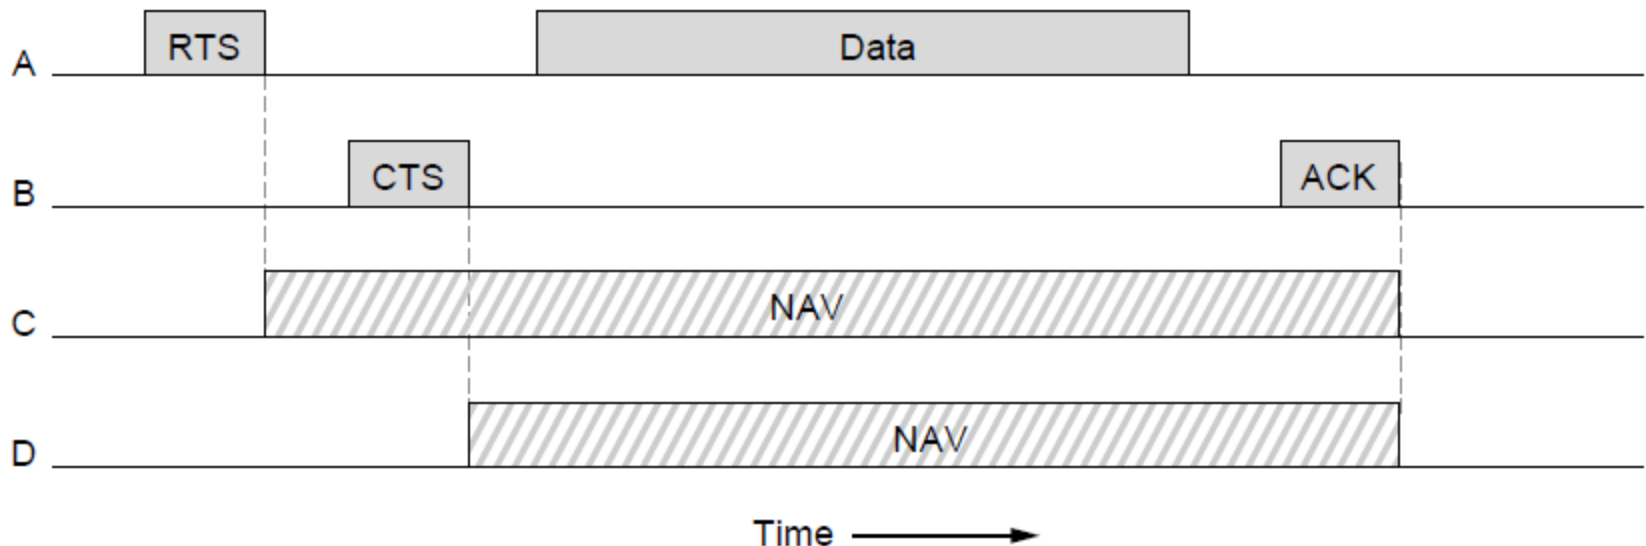 A RTS Data
B CTS ACK
C NAV
D NAV
Time